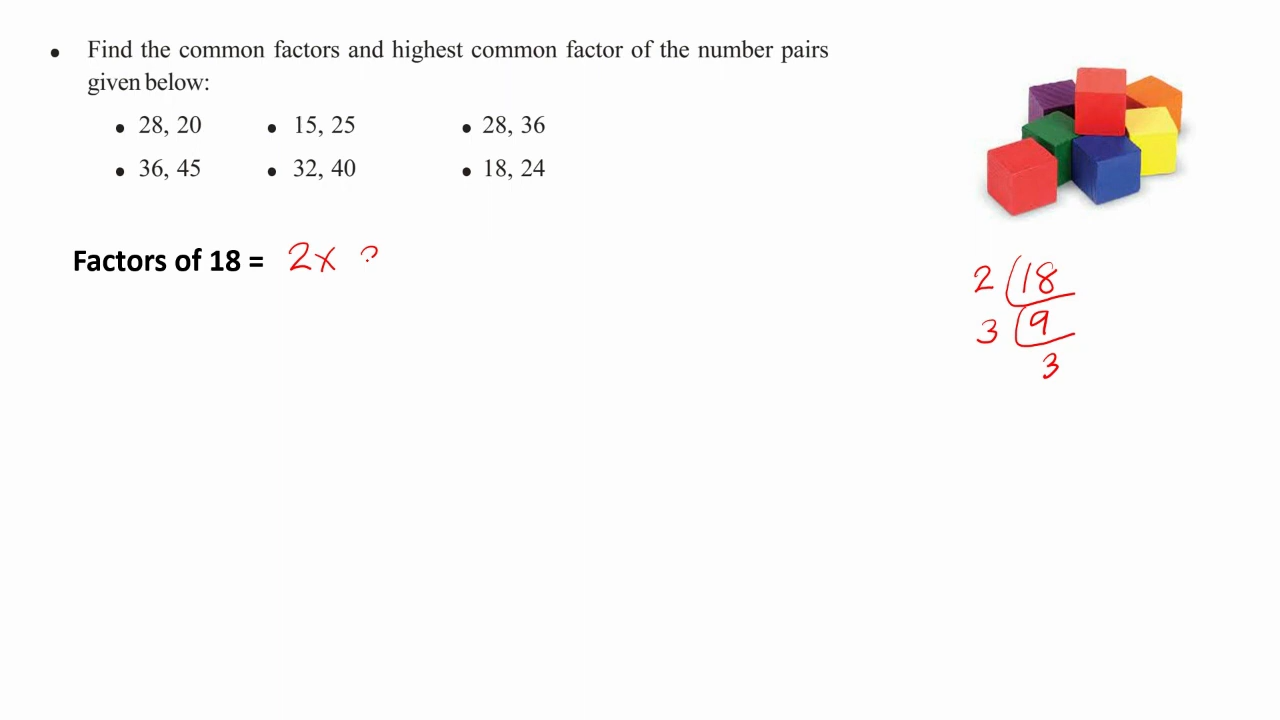 • Find the common factors and highest common factor of the number pairs
given below:
• 28, 20 • 15, 25 • 28, 36
• 36, 45 • 32, 40 • 18, 24
Factors of 18 = 2x
2 18
3 9
3